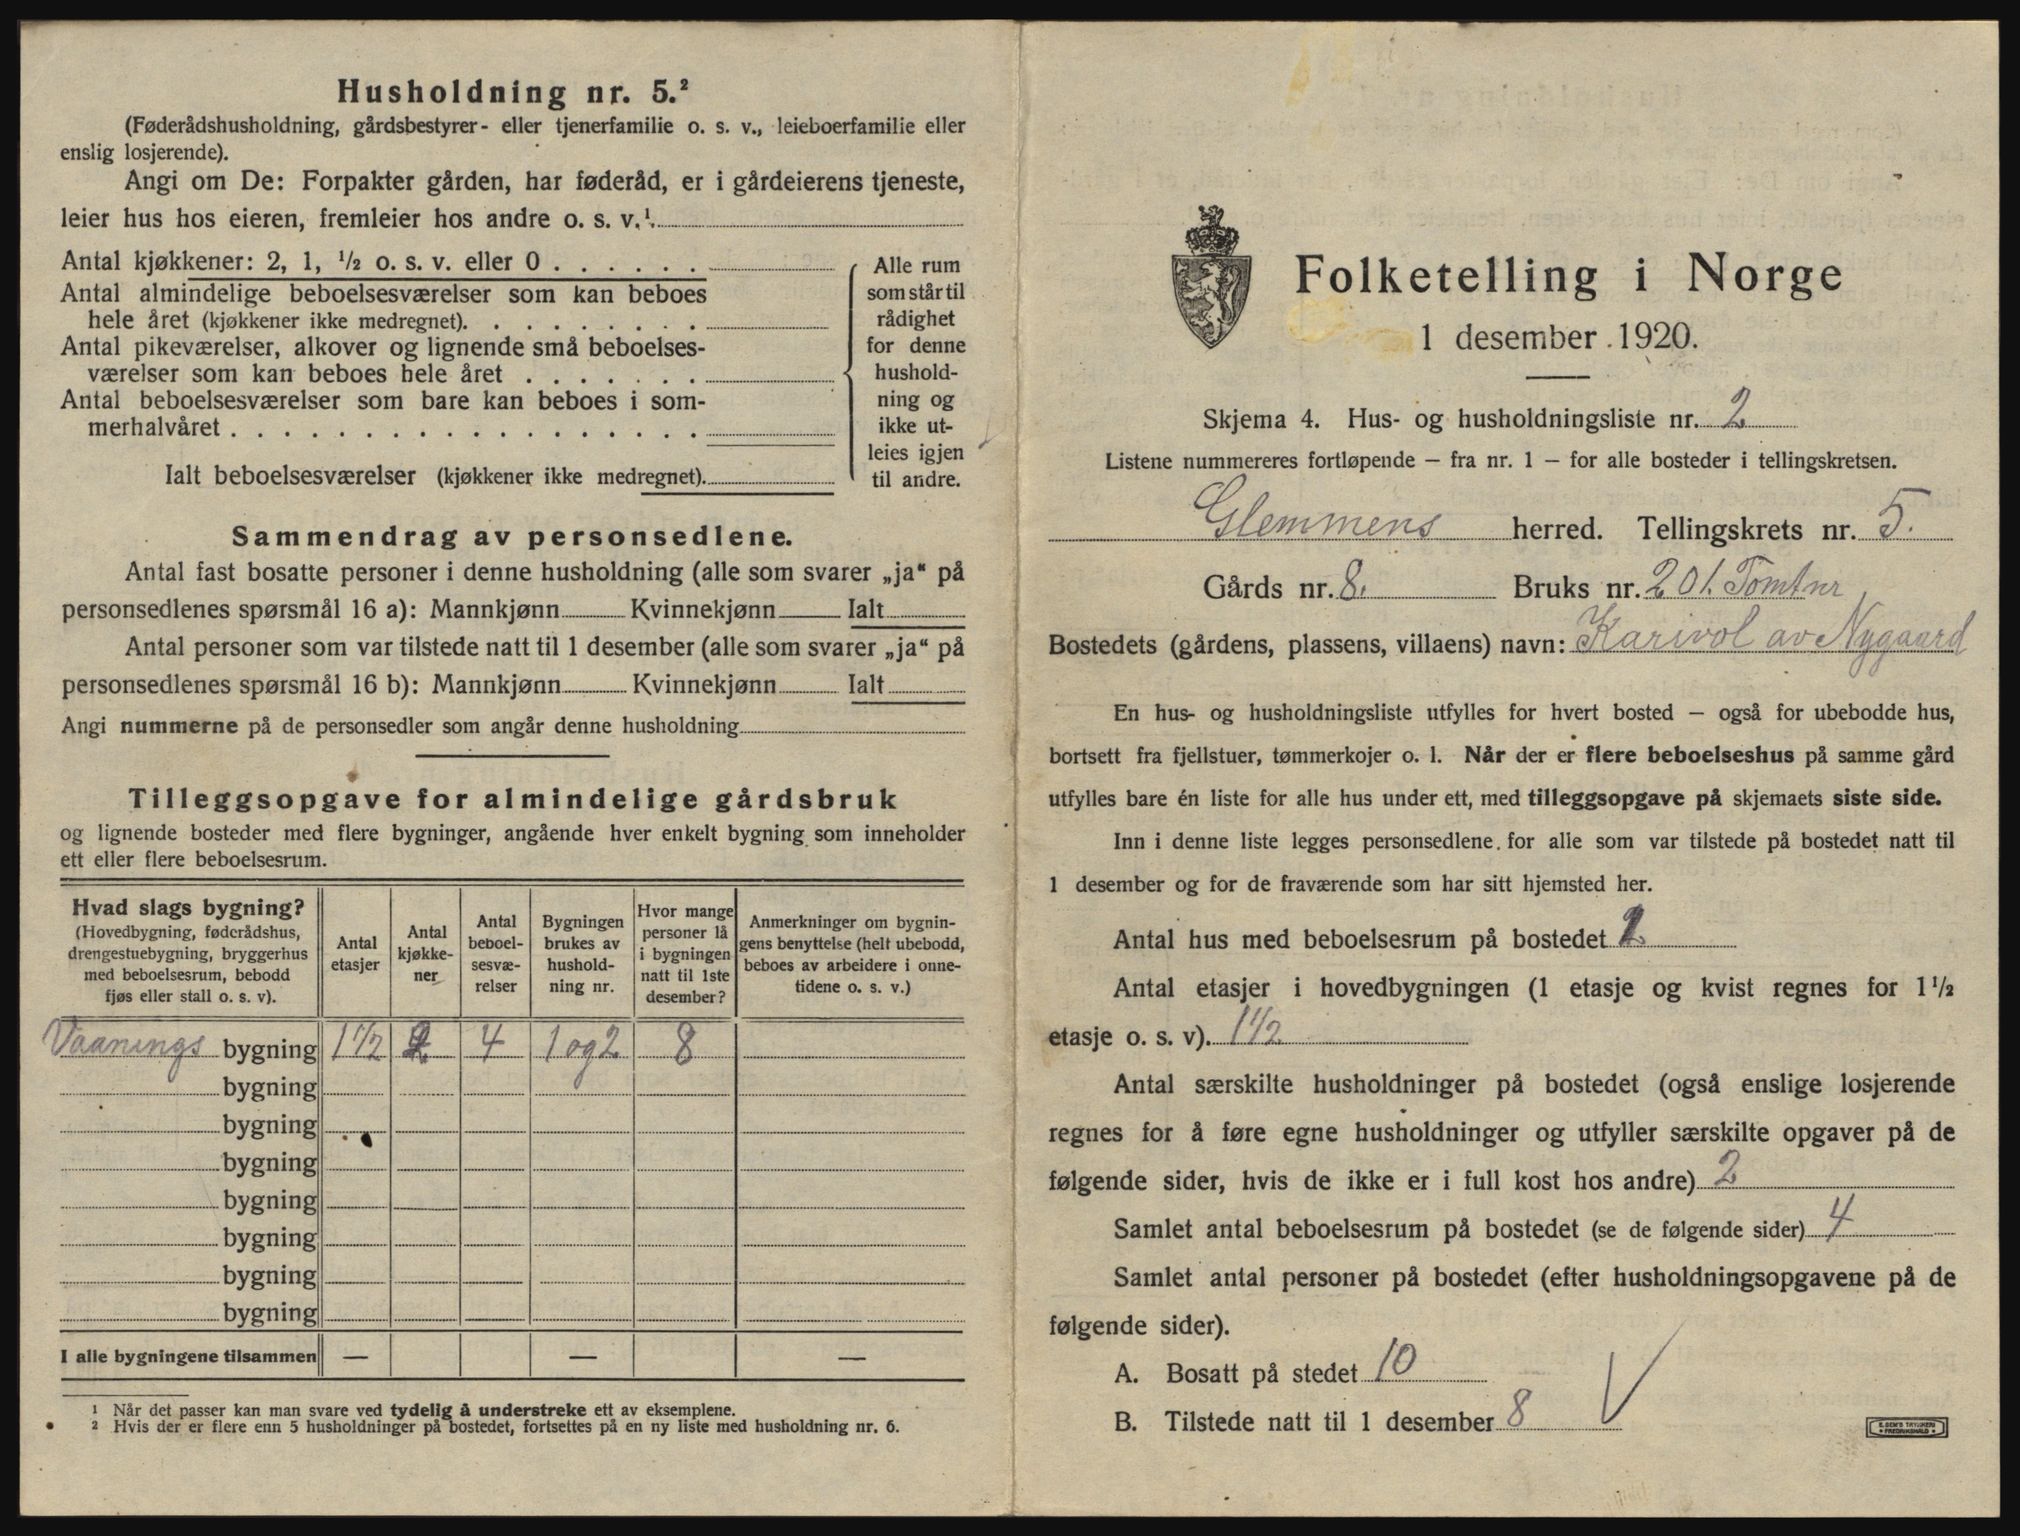 Husholdning nr. 5.²
(Føderådshusholdning, gårdsbestyrer- eller tjenerfamilie o. s. v., leieboerfamilie eller
enslig losjerende).
Angi om De: Forpakter gården, har føderåd, er i gårdeierens tjeneste,
leier hus hos eieren, fremleier hos andre o. s. v.¹.
Antal kjøkkener: 2, 1, ½ o. s. v. eller 0 . . . . . .
Antal almindelige beboelsesværelser som kan beboes
hele året (kjøkkener ikke medregnet). . . . . . . . . .
Antal pikeværelser, alkover og lignende små beboelses-
værelser som kan beboes hele året . . . . . . .
Antal beboelsesværelser som bare kan beboes i som-
merhalvåret . . . . . . . . . . . . . . . . . .
Ialt beboelsesværelser (kjøkkener ikke medregnet).
Alle rum
som står til
rådighet
for denne
hushold-
ning og
ikke ut-
leies igjen
til andre.
Sammendrag av personsedlene.
Antal fast bosatte personer i denne husholdning (alle som svarer „ja“ på
personsedlenes spørsmål 16 a): Mannkjønn Kvinnekjønn Ialt
Antal personer som var tilstede natt til 1 desember (alle som svarer „ja“ på
personsedlenes spørsmål 16 b): Mannkjønn Kvinnekjønn Ialt
Angi nummerne på de personsedler som angår denne husholdning
Tilleggsopgave for almindelige gårdsbruk
og lignende bosteder med flere bygninger, angående hver enkelt bygning som inneholder
ett eller flere beboelsesrum.
Hvad slags bygning?
(Hovedbygning, føderådshus,
drengestuebygning, bryggerhus
med beboelsesrum, bebodd
fjøs eller stall o. s. v).
Antal
etasjer
Antal
kjøkke-
ner
Antal
beboel-
sesvæ-
relser
Bygningen
brukes av
hushold-
ning nr.
Hvor mange
personer lå
i bygningen
natt til 1ste
desember?
Anmerkninger om bygnin-
gens benyttelse (helt ubebodd,
beboes av arbeidere i onne-
tidene o. s. v.)
Vaanings bygning 1 1/2 2 4 1 og 2 8
bygning
bygning
bygning
bygning
bygning
bygning
bygning
I alle bygningene tilsammen — — —
¹ Når det passer kan man svare ved tydelig å understreke ett av eksemplene.
² Hvis der er flere enn 5 husholdninger på bostedet, fortsettes på en ny liste med husholdning nr. 6.
Folketelling i Norge
1 desember 1920.
Skjema 4. Hus- og husholdningsliste nr. 2
Listene nummereres fortløpende – fra nr. 1 – for alle bosteder i tellingskretsen.
Glemmens herred. Tellingskrets nr. 5.
Gårds nr. 8. Bruks nr. 201. Tomtnr
Bostedets (gårdens, plassens, villaens) navn: Karivol av Nygaard
En hus- og husholdningsliste utfylles for hvert bosted – også for ubebodde hus,
bortsett fra fjellstuer, tømmerkojer o. l. Når der er flere beboelseshus på samme gård
utfylles bare én liste for alle hus under ett, med tilleggsopgave på skjemaets siste side.
Inn i denne liste legges personsedlene for alle som var tilstede på bostedet natt til
1 desember og for de fraværende som har sitt hjemsted her.
Antal hus med beboelsesrum på bostedet
Antal etasjer i hovedbygningen (1 etasje og kvist regnes for 1 ½
etasje o. s. v). 1 1/2
Antal særskilte husholdninger på bostedet (også enslige losjerende
regnes for å føre egne husholdninger og utfyller særskilte opgaver på de
følgende sider, hvis de ikke er i full kost hos andre) 2
Samlet antal beboelsesrum på bostedet (se de følgende sider) 4
Samlet antal personer på bostedet (efter husholdningsopgavene på de
følgende sider).
A. Bosatt på stedet 10
B. Tilstede natt til 1 desember 8